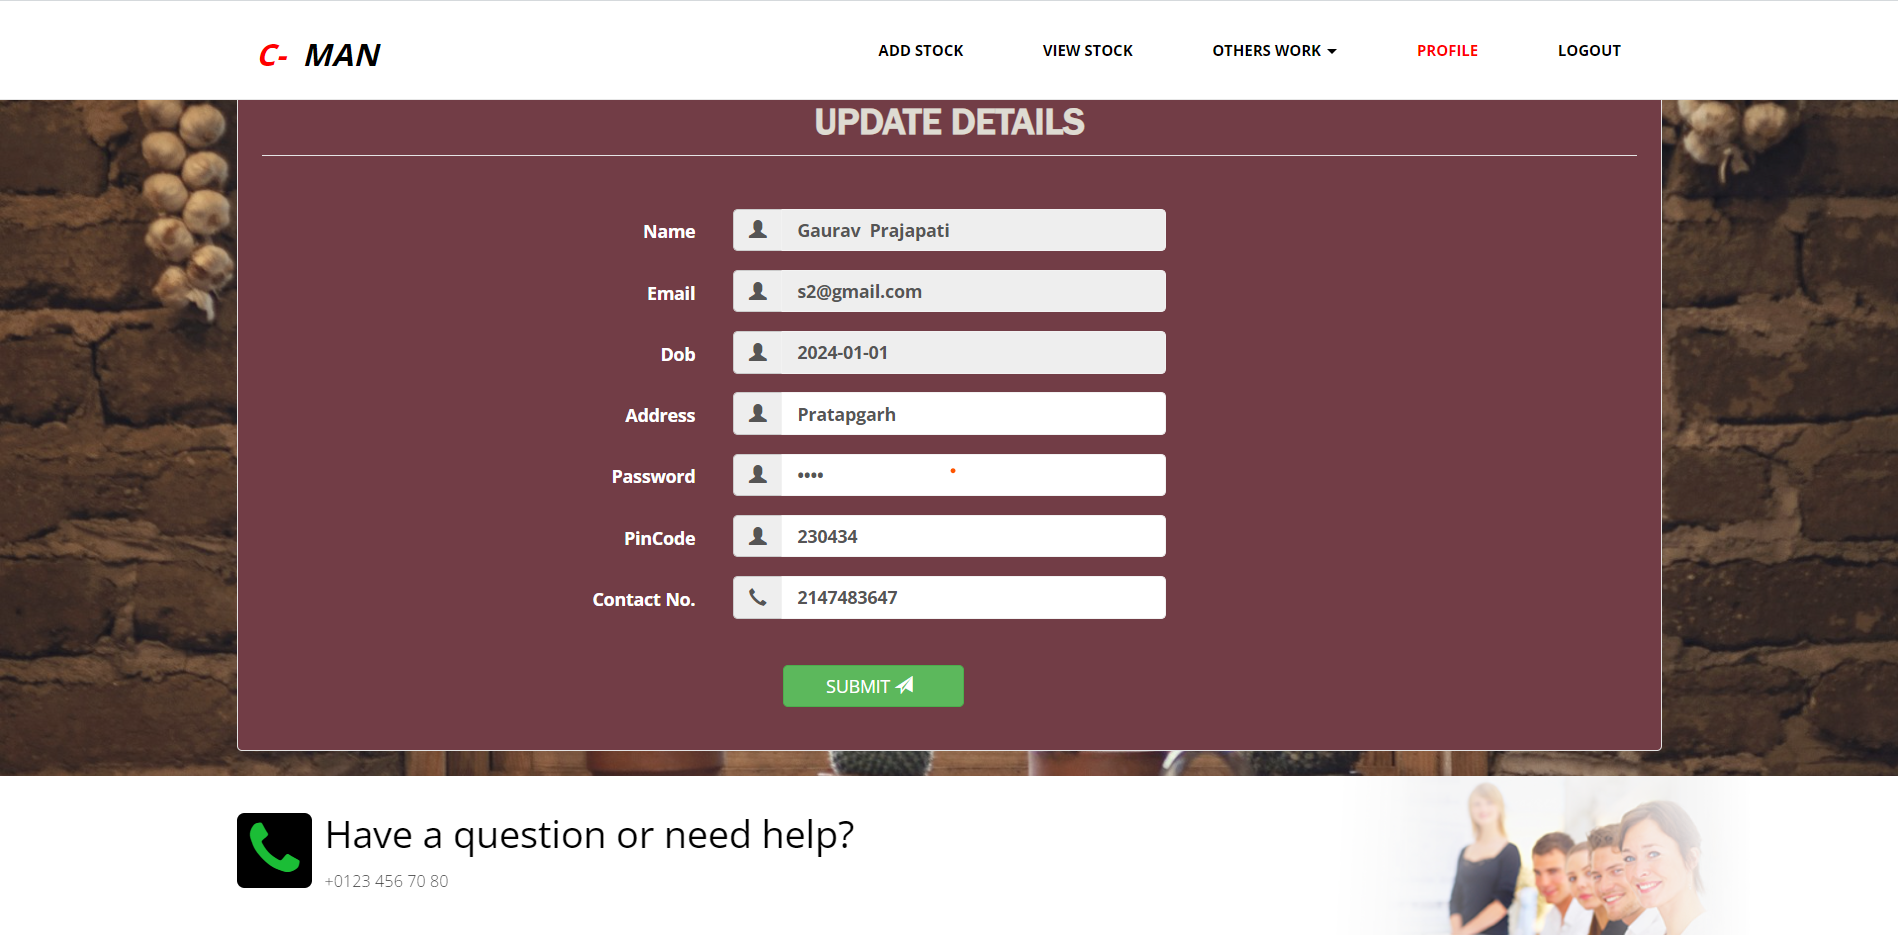 C- MAN
ADD STOCK
VIEW STOCK
OTHERS WORK
PROFILE
LOGOUT
UPDATE DETAILS
Name
Gaurav  Prajapati
Email
s2@gmail.com
Dob
2024-01-01
Address
Pratapgarh
Password
••••
PinCode
230434
Contact No.
2147483647
SUBMIT
Have a question or need help?
+0123 456 70 80